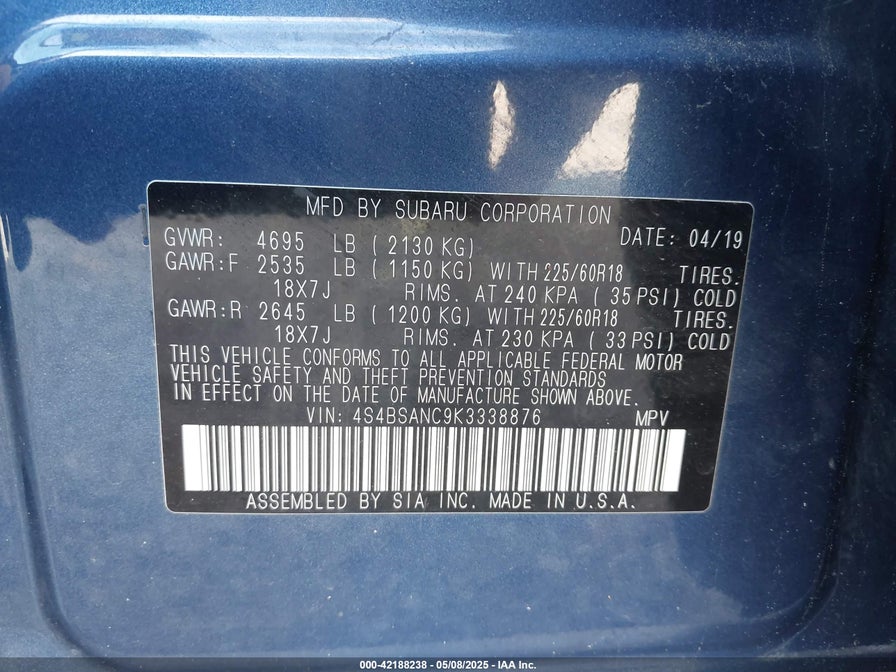 MFD BY SUBARU CORPORATION
GVWR: 4695 LB ( 2130 KG) DATE: 04/19
GAWR:F 2535 LB ( 1150 KG) WITH 225/60R18 TIRES.
18X7J RIMS. AT 240 KPA ( 35 PSI) COLD
GAWR:R 2645 LB ( 1200 KG) WITH 225/60R18 TIRES.
18X7J RIMS. AT 230 KPA ( 33 PSI) COLD
THIS VEHICLE CONFORMS TO ALL APPLICABLE FEDERAL MOTOR
VEHICLE SAFETY AND THEFT PREVENTION STANDARDS
IN EFFECT ON THE DATE OF MANUFACTURE SHOWN ABOVE.
VIN: 4S4BSANC9K3338876 MPV
ASSEMBLED BY SIA INC. MADE IN U.S.A.
000-42188238 - 05/08/2025 - IAA Inc.